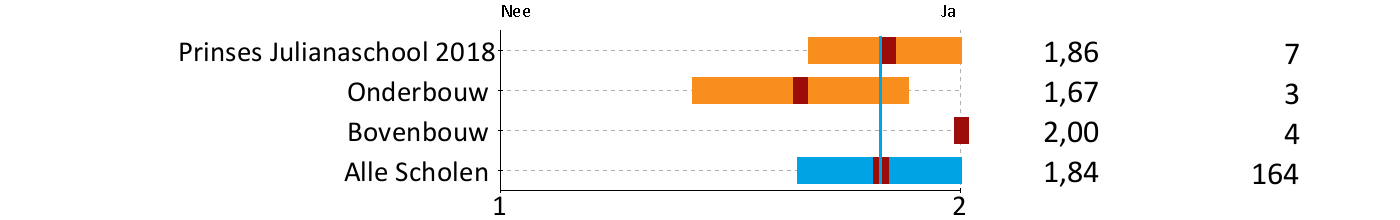 Nee Ja
Prinses Julianaschool 2018 1,86 7
Onderbouw 1,67 3
Bovenbouw 2,00 4
Alle Scholen 1,84 164
1 2